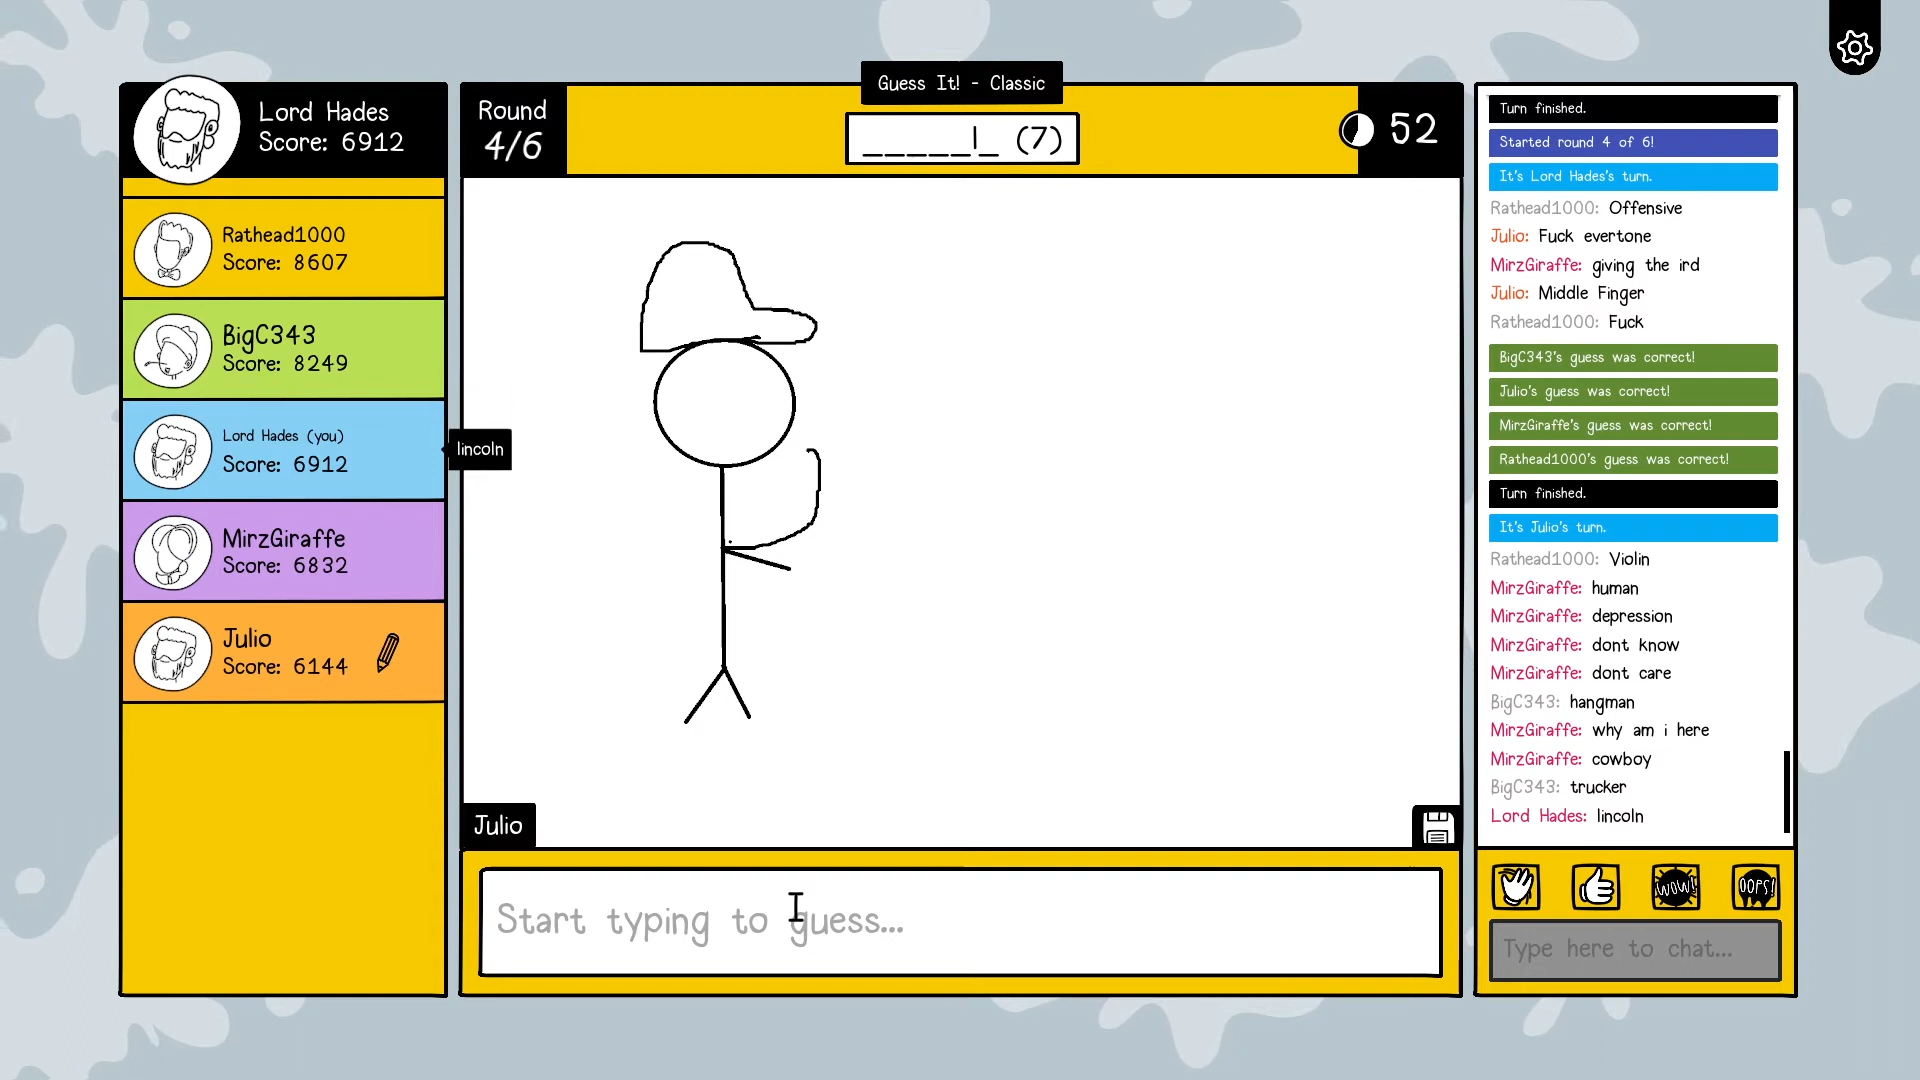 Guess It! - Classic
Lord Hades
Score: 6912
Round
4/6
_____l_ (7)
52
Rathead1000
Score: 8607
BigC343
Score: 8249
Lord Hades (you)
Score: 6912
lincoln
MirzGiraffe
Score: 6832
Julio
Score: 6144
Julio
Start typing to guess...
Turn finished.
Started round 4 of 6!
It's Lord Hades's turn.
Rathead1000: Offensive
Julio: Fuck evertone
MirzGiraffe: giving the ird
Julio: Middle Finger
Rathead1000: Fuck
BigC343's guess was correct!
Julio's guess was correct!
MirzGiraffe's guess was correct!
Rathead1000's guess was correct!
Turn finished.
It's Julio's turn.
Rathead1000: Violin
MirzGiraffe: human
MirzGiraffe: depression
MirzGiraffe: dont know
MirzGiraffe: dont care
BigC343: hangman
MirzGiraffe: why am i here
MirzGiraffe: cowboy
BigC343: trucker
Lord Hades: lincoln
WOW!
OOPS!
Type here to chat...